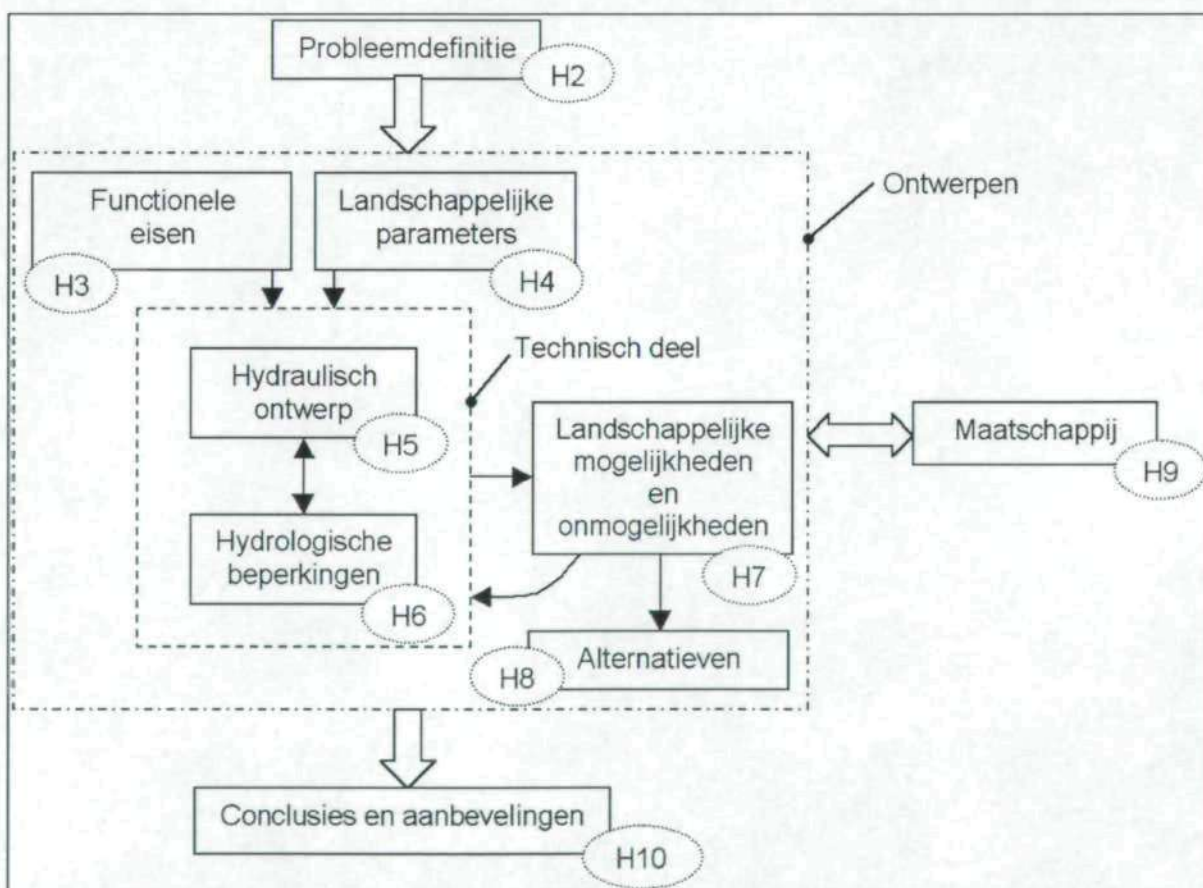 Probleemdefinitie
H2
Ontwerpen
Functionele
eisen
H3
Landschappelijke
parameters
H4
Technisch deel
Hydraulisch
ontwerp
H5
Hydrologische
beperkingen
H6
Landschappelijke
mogelijkheden
en
onmogelijkheden
H7
Maatschappij
H9
Alternatieven
H8
Conclusies en aanbevelingen
H10